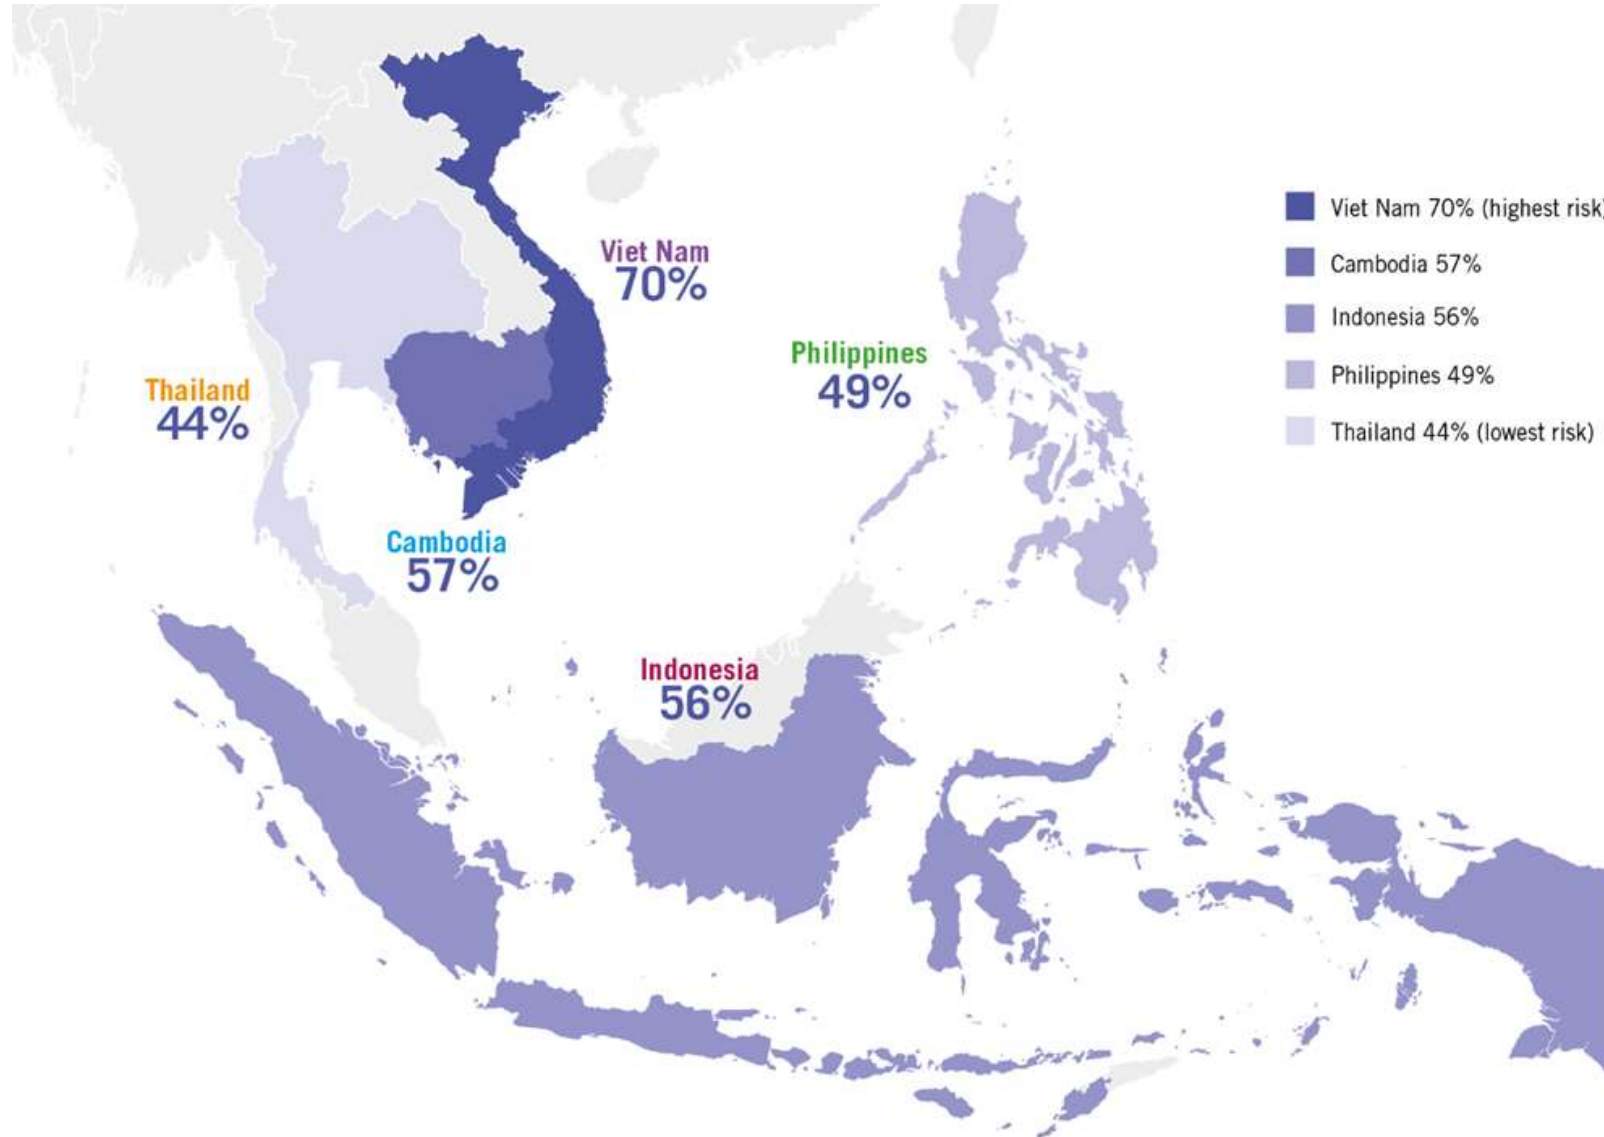 Viet Nam
70%
Philippines
49%
Thailand
44%
Cambodia
57%
Indonesia
56%
Viet Nam 70% (highest risk)
Cambodia 57%
Indonesia 56%
Philippines 49%
Thailand 44% (lowest risk)